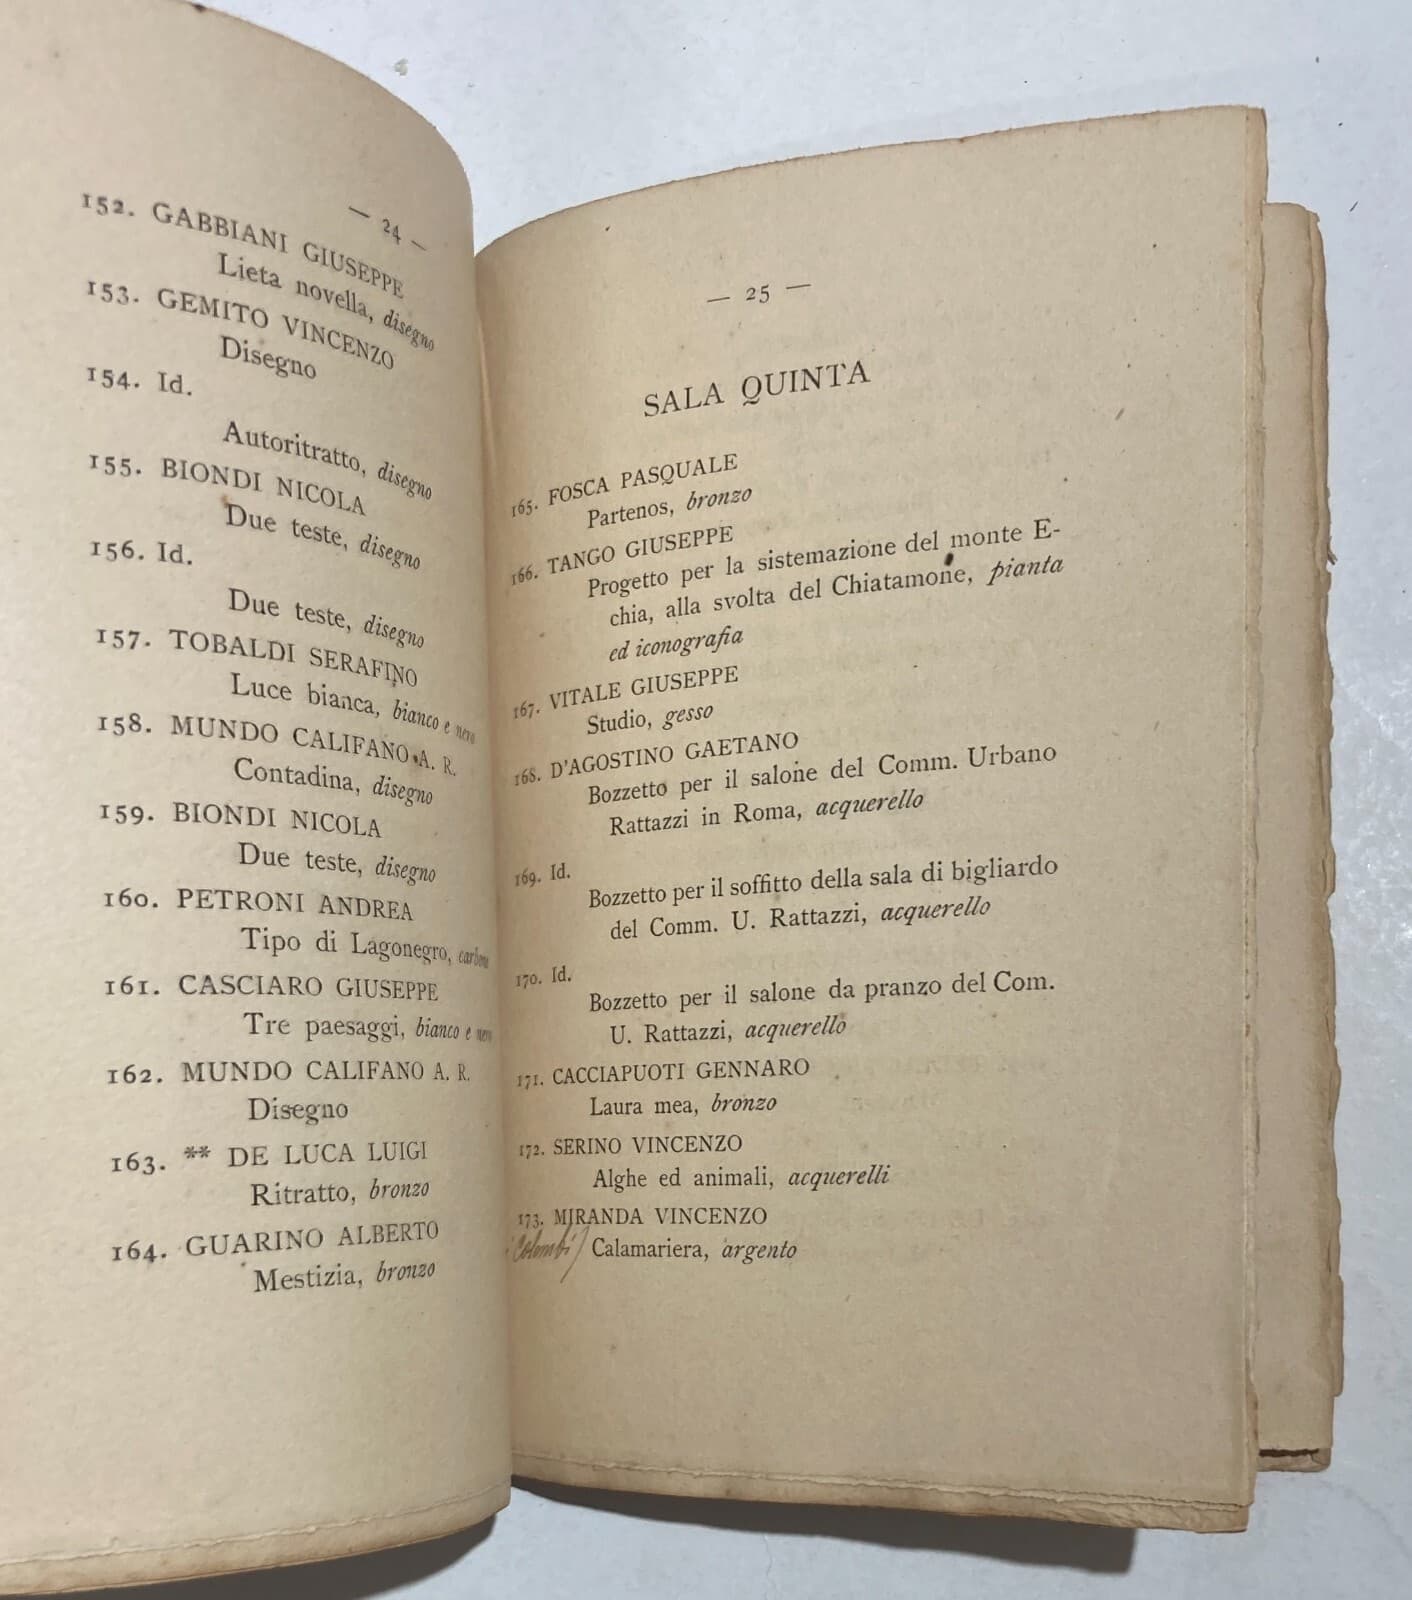 — 24 —
152. GABBIANI GIUSEPPE
Lieta novella, disegno
153. GEMITO VINCENZO
Disegno
154. Id.
Autoritratto, disegno
155. BIONDI NICOLA
Due teste, disegno
156. Id.
Due teste, disegno
157. TOBALDI SERAFINO
Luce bianca, bianco e nero
158. MUNDO CALIFANO A. R.
Contadina, disegno
159. BIONDI NICOLA
Due teste, disegno
160. PETRONI ANDREA
Tipo di Lagonegro, carbone
161. CASCIARO GIUSEPPE
Tre paesaggi, bianco e nero
162. MUNDO CALIFANO A. R.
Disegno
163. ** DE LUCA LUIGI
Ritratto, bronzo
164. GUARINO ALBERTO
Mestizia, bronzo
— 25 —
SALA QUINTA
165. FOSCA PASQUALE
Partenos, bronzo
166. TANGO GIUSEPPE
Progetto per la sistemazione del monte E-
chia, alla svolta del Chiatamone, pianta
ed iconografia
167. VITALE GIUSEPPE
Studio, gesso
168. D'AGOSTINO GAETANO
Bozzetto per il salone del Comm. Urbano
Rattazzi in Roma, acquerello
169. Id.
Bozzetto per il soffitto della sala di bigliardo
del Comm. U. Rattazzi, acquerello
170. Id.
Bozzetto per il salone da pranzo del Com.
U. Rattazzi, acquerello
171. CACCIAPUOTI GENNARO
Laura mea, bronzo
172. SERINO VINCENZO
Alghe ed animali, acquerelli
173. MIRANDA VINCENZO
(Colombi) Calamariera, argento